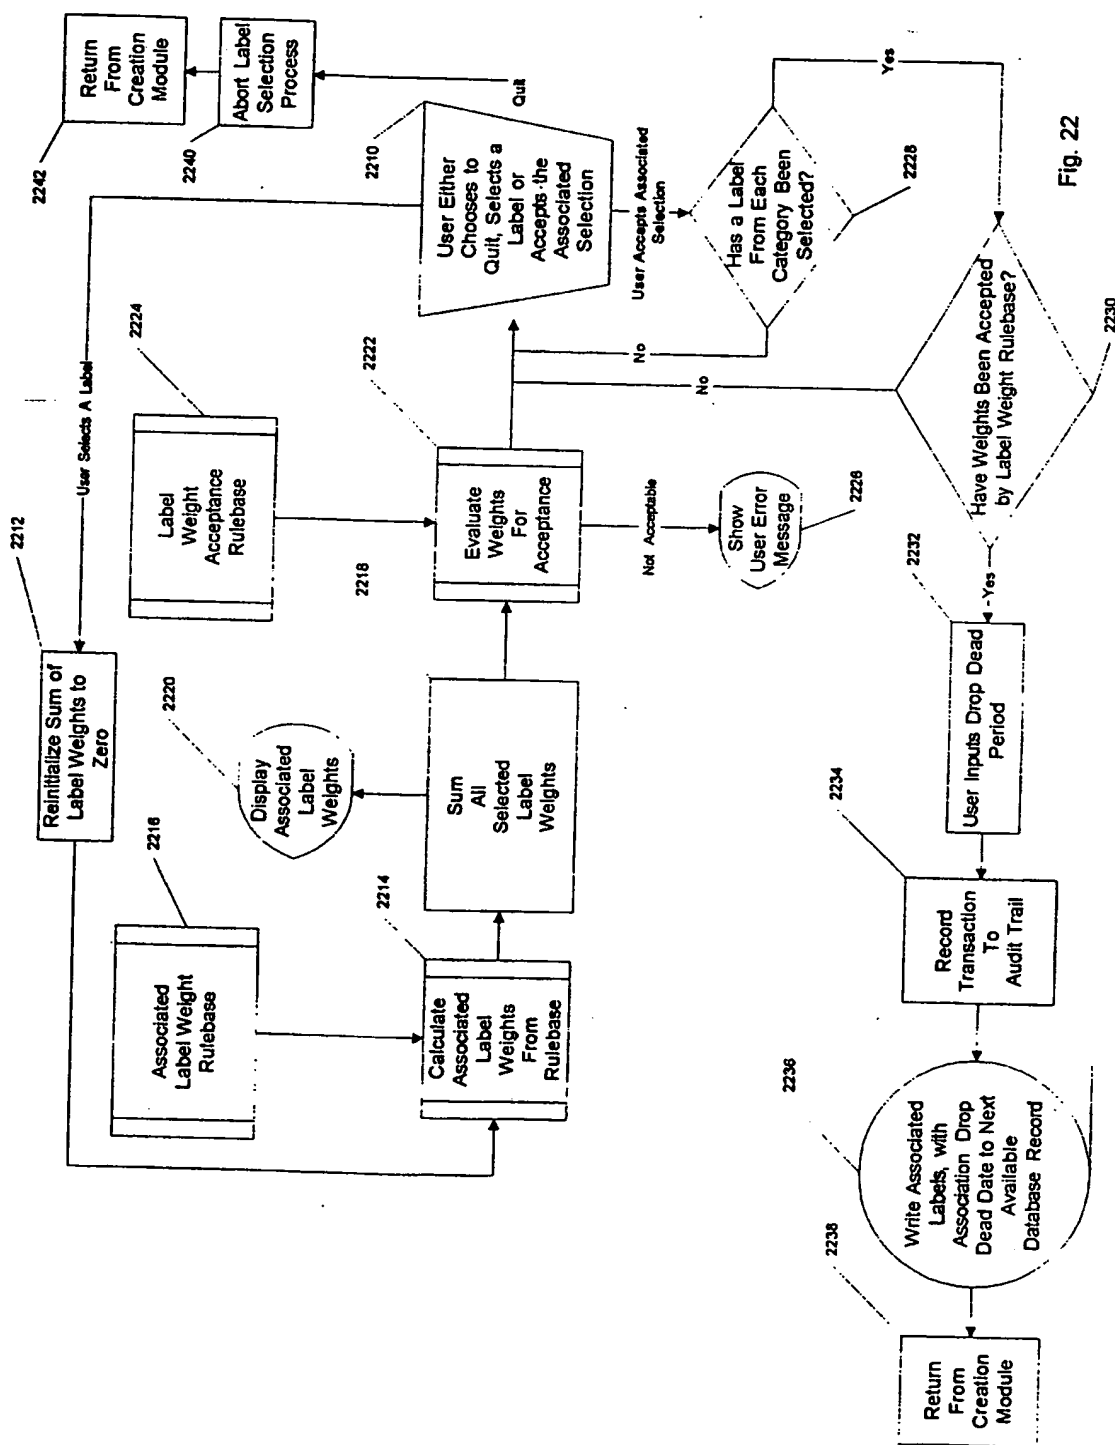 2242
Return
From
Creation
Module
2240
Abort Label
Selection
Process
Quit
2210
User Either
Chooses to
Quit, Selects a
Label or
Accepts the
Associated
Selection
User Selects A Label
2212
Reinitialize Sum of
Label Weights to
Zero
2216
Associated
Label Weight
Rulebase
2214
Calculate
Associated
Label
Weights
From
Rulebase
2220
Display
Associated
Label
Weights
2218
Sum
All
Selected
Label
Weights
2224
Label
Weight
Acceptance
Rulebase
2222
Evaluate
Weights
For
Acceptance
Not Acceptable
Show
User Error
Message
2226
User Accepts Associated
Selection
Has a Label
From Each
Category Been
Selected?
2228
No
Yes
Have Weights Been Accepted
by Label Weight Rulebase?
2230
No
Yes
2232
User Inputs Drop Dead
Period
2234
Record
Transaction
To
Audit Trail
2236
Write Associated
Labels, with
Association Drop
Dead Date to Next
Available
Database Record
2238
Return
From
Creation
Module
Fig. 22